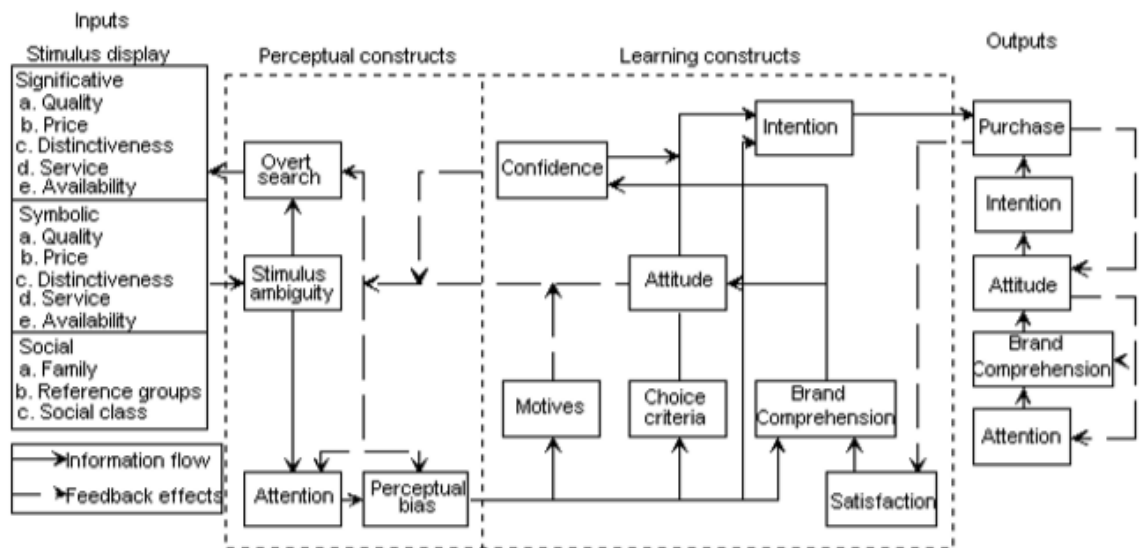 Inputs
Stimulus display
Significative
a. Quality
b. Price
c. Distinctiveness
d. Service
e. Availability
Symbolic
a. Quality
b. Price
c. Distinctiveness
d. Service
e. Availability
Social
a. Family
b. Reference groups
c. Social class
Information flow
Feedback effects
Perceptual constructs
Overt
search
Stimulus
ambiguity
Attention
Perceptual
bias
Learning constructs
Confidence
Intention
Attitude
Motives
Choice
criteria
Brand
Comprehension
Satisfaction
Outputs
Purchase
Intention
Attitude
Brand
Comprehension
Attention